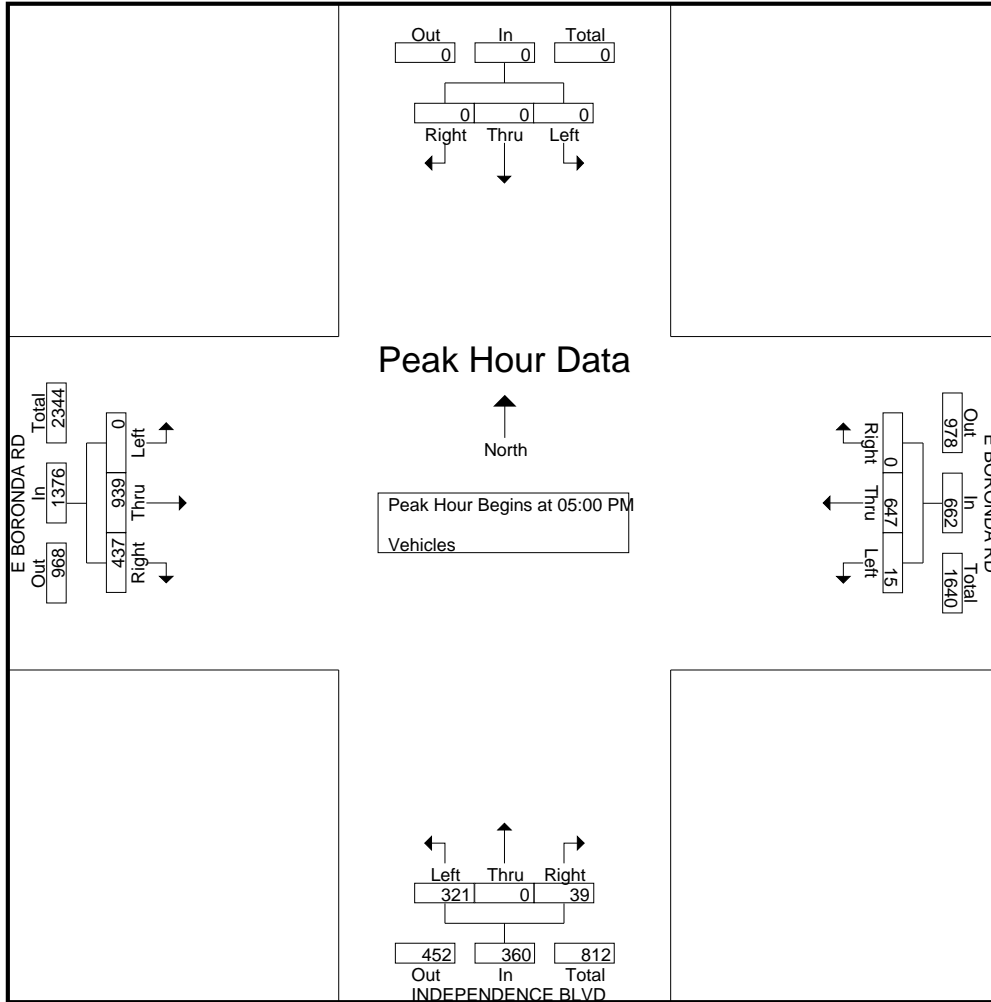 Out In Total
0 0 0
0 0 0
Right Thru Left
Peak Hour Data
North
Peak Hour Begins at 05:00 PM
Vehicles
E BORONDA RD
Out In Total
968 1376 2344
437 939 0
Right Thru Left
E BORONDA RD
Out In Total
978 662 1640
0 647 15
Right Thru Left
Left Thru Right
321 0 39
452 360 812
Out In Total
INDEPENDENCE BLVD